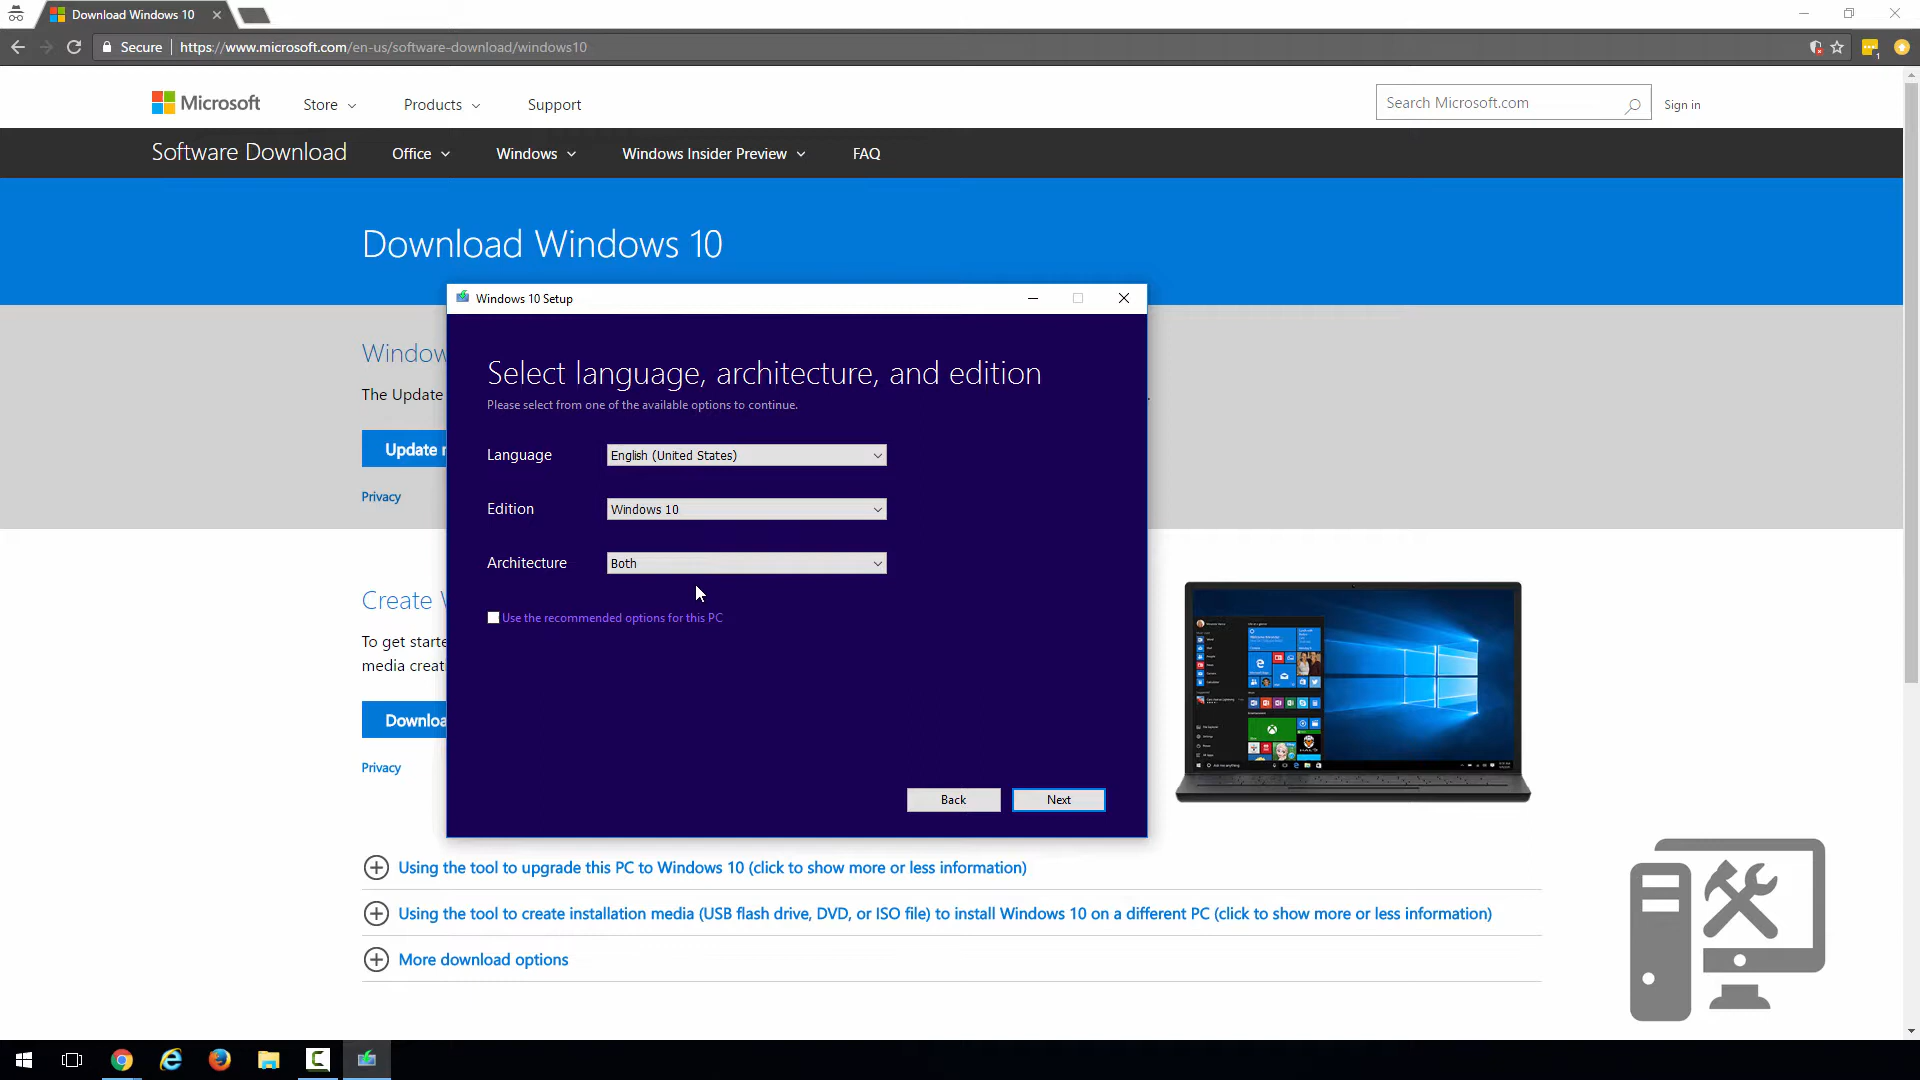 Download Windows 10
Secure
https://www.microsoft.com/en-us/software-download/windows10
1
Microsoft
Store
Products
Support
Search Microsoft.com
Sign in
Software Download
Office
Windows
Windows Insider Preview
FAQ
Download Windows 10
Windows 10 Setup
Select language, architecture, and edition
Please select from one of the available options to continue.
Language
English (United States)
Edition
Windows 10
Architecture
Both
Use the recommended options for this PC
Back
Next
Window
The Update
Update
Privacy
Create
To get starte
media creat
Downloa
Privacy
Using the tool to upgrade this PC to Windows 10 (click to show more or less information)
Using the tool to create installation media (USB flash drive, DVD, or ISO file) to install Windows 10 on a different PC (click to show more or less information)
More download options